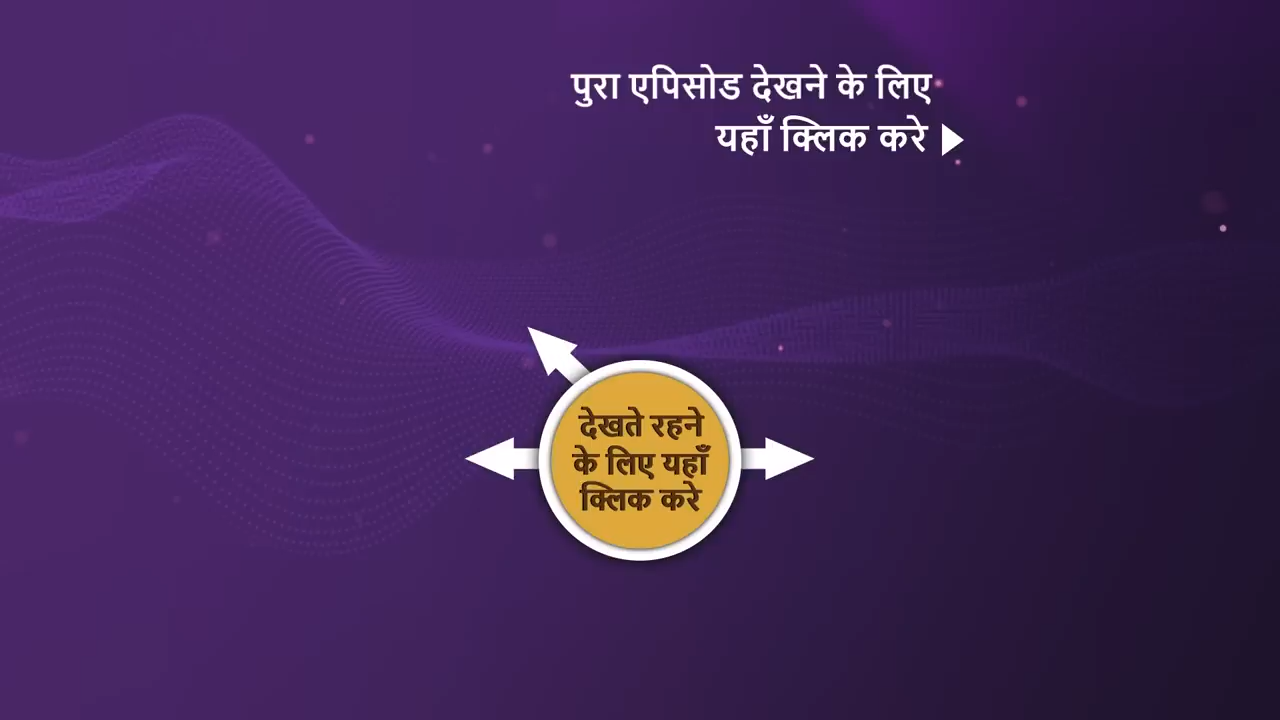 पुरा एपिसोड देखने के लिए
यहाँ क्लिक करे
देखते रहने
के लिए यहाँ
क्लिक करे